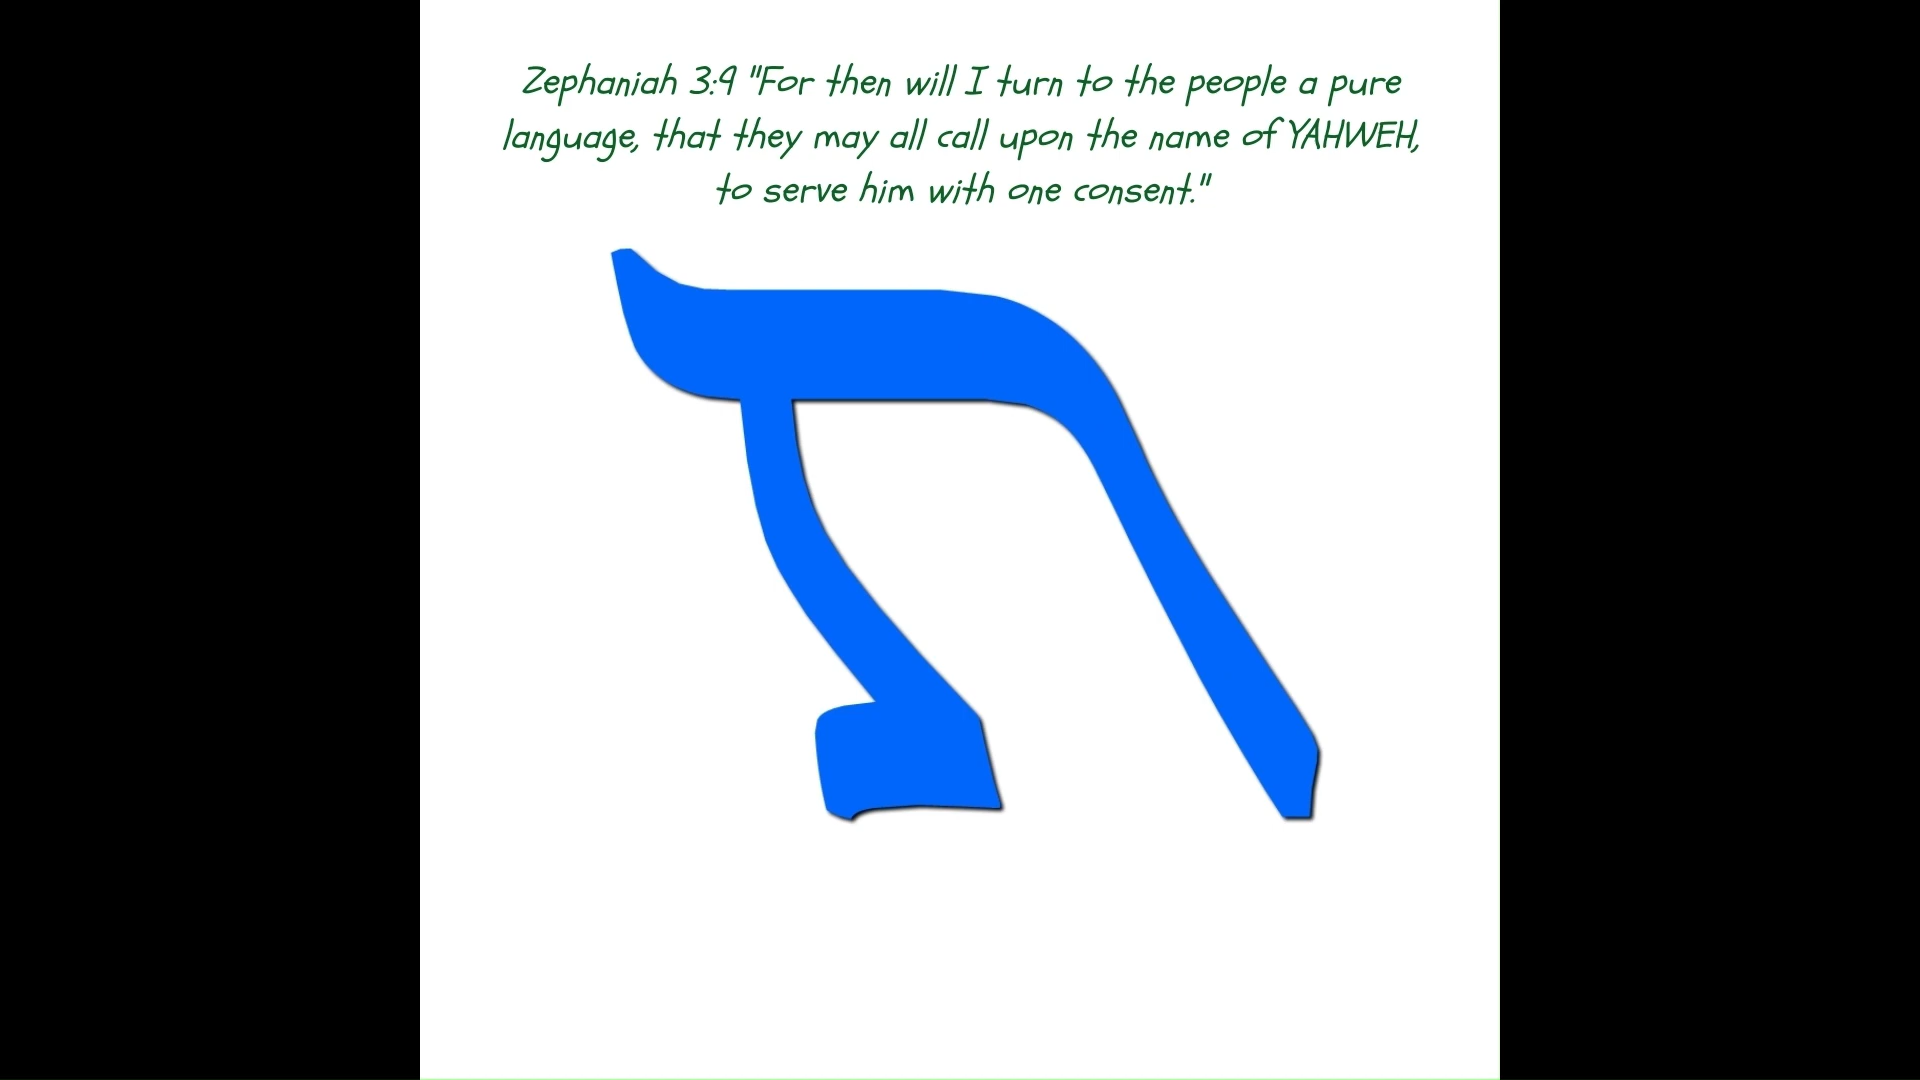 Zephaniah 3:9 "For then will I turn to the people a pure
language, that they may all call upon the name of YAHWEH,
to serve him with one consent."
ת